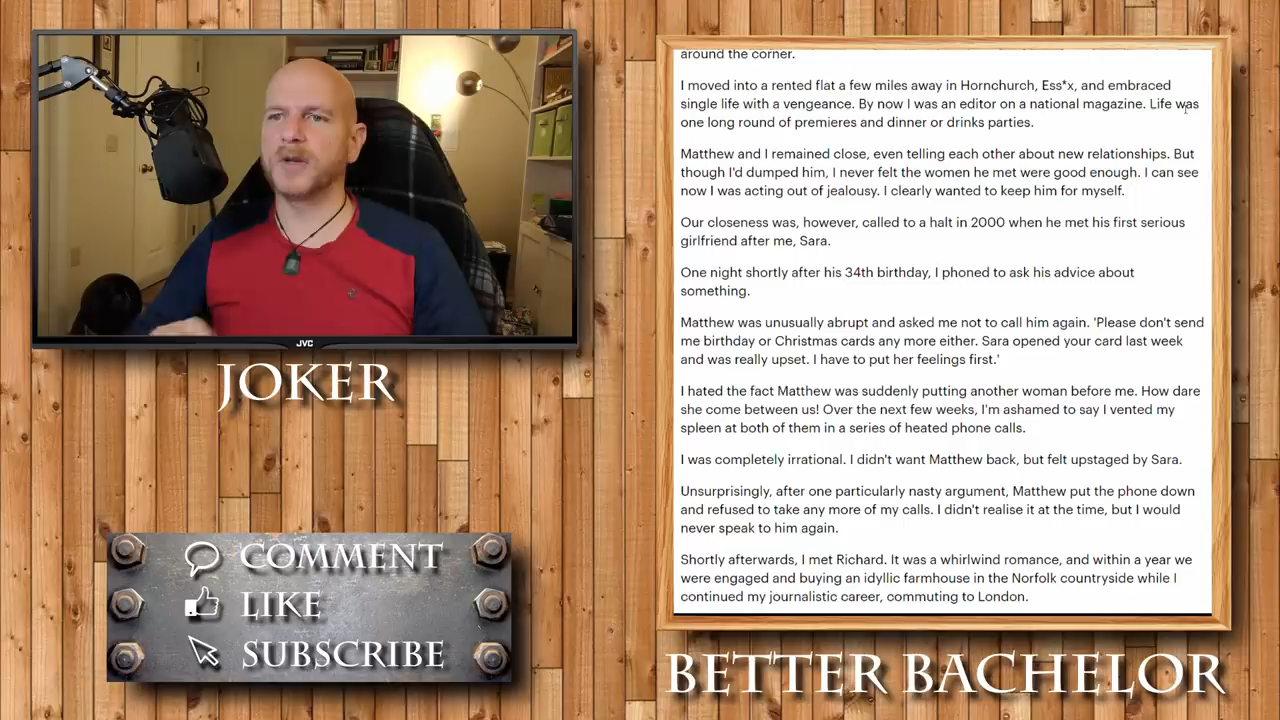 JVC
JOKER
COMMENT
LIKE
SUBSCRIBE
around the corner.
I moved into a rented flat a few miles away in Hornchurch, Ess*x, and embraced
single life with a vengeance. By now I was an editor on a national magazine. Life was
one long round of premieres and dinner or drinks parties.
Matthew and I remained close, even telling each other about new relationships. But
though I'd dumped him, I never felt the women he met were good enough. I can see
now I was acting out of jealousy. I clearly wanted to keep him for myself.
Our closeness was, however, called to a halt in 2000 when he met his first serious
girlfriend after me, Sara.
One night shortly after his 34th birthday, I phoned to ask his advice about
something.
Matthew was unusually abrupt and asked me not to call him again. 'Please don't send
me birthday or Christmas cards any more either. Sara opened your card last week
and was really upset. I have to put her feelings first.'
I hated the fact Matthew was suddenly putting another woman before me. How dare
she come between us! Over the next few weeks, I'm ashamed to say I vented my
spleen at both of them in a series of heated phone calls.
I was completely irrational. I didn't want Matthew back, but felt upstaged by Sara.
Unsurprisingly, after one particularly nasty argument, Matthew put the phone down
and refused to take any more of my calls. I didn't realise it at the time, but I would
never speak to him again.
Shortly afterwards, I met Richard. It was a whirlwind romance, and within a year we
were engaged and buying an idyllic farmhouse in the Norfolk countryside while I
continued my journalistic career, commuting to London.
BETTER BACHELOR